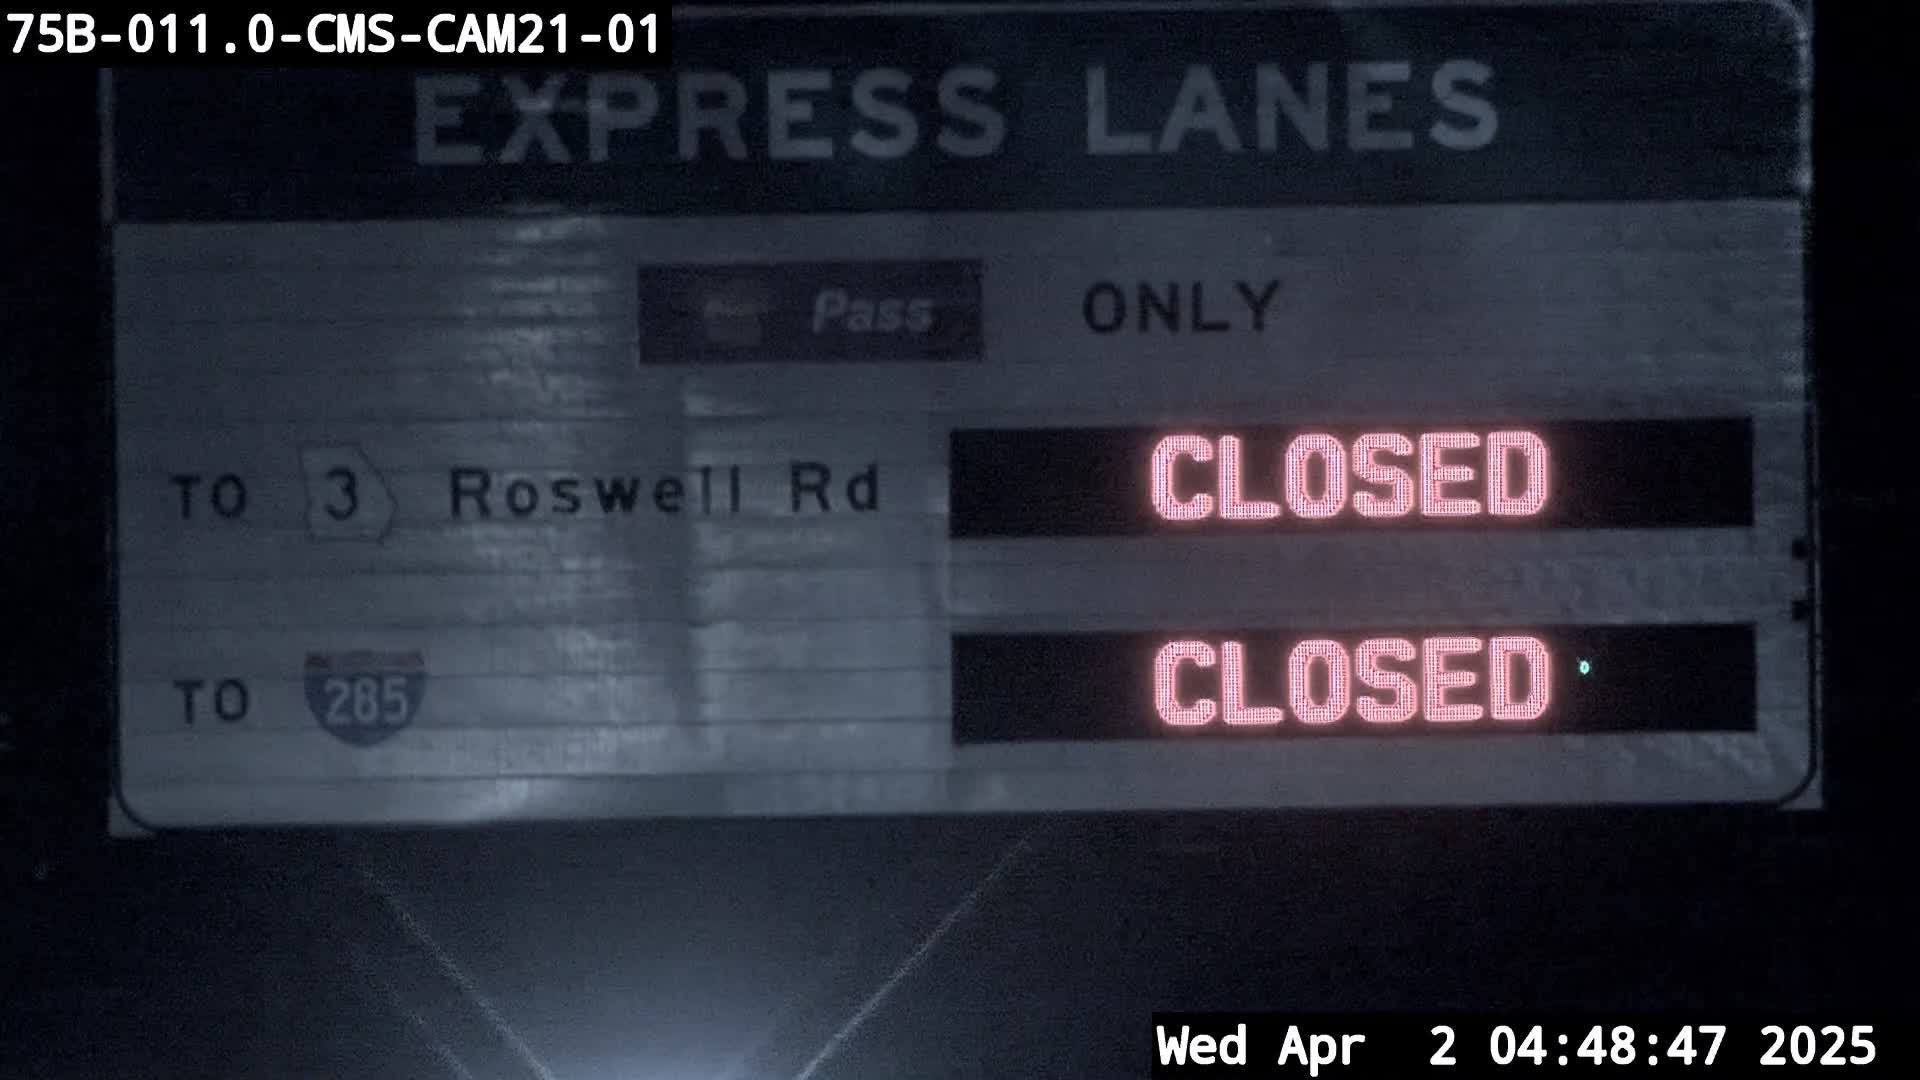 75B-011.0-CMS-CAM21-01
EXPRESS LANES
Pass ONLY
TO 3 Roswell Rd CLOSED
TO 285 CLOSED
Wed Apr 2 04:48:47 2025